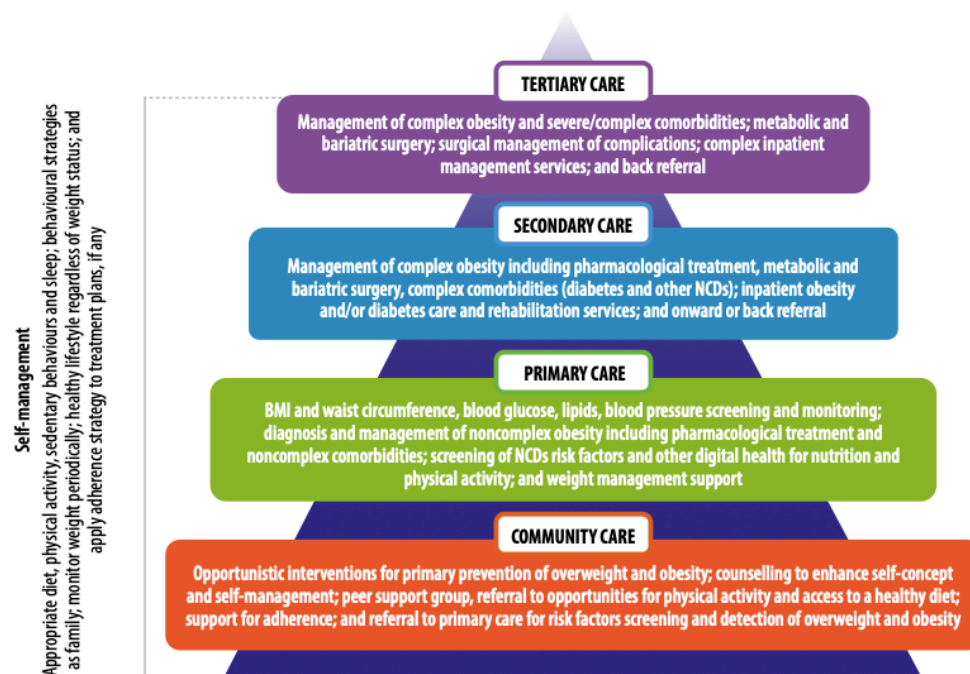 TERTIARY CARE
Management of complex obesity and severe/complex comorbidities; metabolic and
bariatric surgery; surgical management of complications; complex inpatient
management services; and back referral
SECONDARY CARE
Management of complex obesity including pharmacological treatment, metabolic and
bariatric surgery, complex comorbidities (diabetes and other NCDs); inpatient obesity
and/or diabetes care and rehabilitation services; and onward or back referral
PRIMARY CARE
BMI and waist circumference, blood glucose, lipids, blood pressure screening and monitoring;
diagnosis and management of noncomplex obesity including pharmacological treatment and
noncomplex comorbidities; screening of NCDs risk factors and other digital health for nutrition and
physical activity; and weight management support
COMMUNITY CARE
Opportunistic interventions for primary prevention of overweight and obesity; counselling to enhance self-concept
and self-management; peer support group, referral to opportunities for physical activity and access to a healthy diet;
support for adherence; and referral to primary care for risk factors screening and detection of overweight and obesity
Self-management
Appropriate diet, physical activity, sedentary behaviours and sleep; behavioural strategies
as family; monitor weight periodically; healthy lifestyle regardless of weight status; and
apply adherence strategy to treatment plans, if any